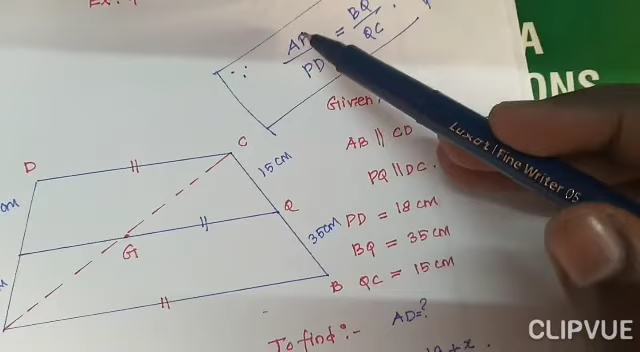 ∴ AP/PD = BQ/QC.
Given
AB || CD
PQ || DC.
PD = 18 CM
BQ = 35 CM
QC = 15 CM
To find :-
AD = ?
D
C
15 CM
Q
35 CM
G
B
A
ONS
Luxor | Fine Writer 05
CLIPVUE